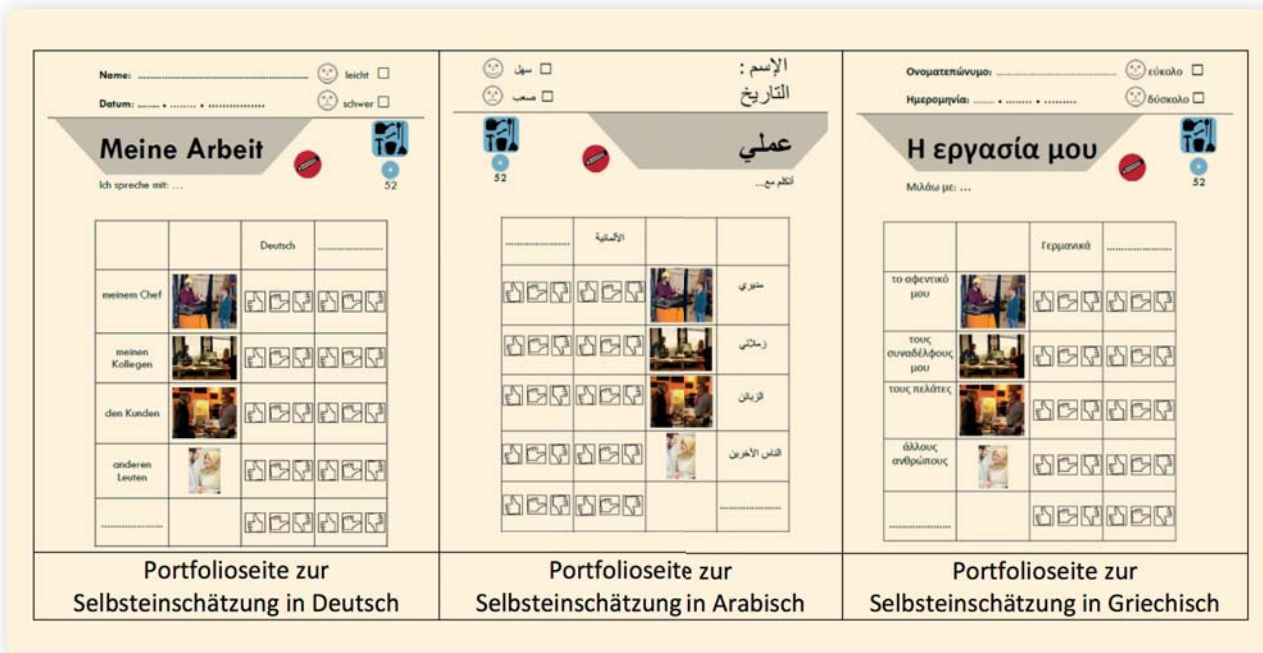 Name: ........................................................ leicht
Datum: ....... . ........ . ................ schwer
Meine Arbeit
52
Ich spreche mit: ...
Deutsch ......................
meinem Chef
meinen
Kollegen
den Kunden
anderen
Leuten
.....................
Portfolioseite zur
Selbsteinschätzung in Deutsch
الإسم : سهل
التاريخ صعب
عملي
52
أتكلم مع...
الألمانية ......................
مديري
زملائي
الزبائن
الناس الأخرين
.....................
Portfolioseite zur
Selbsteinschätzung in Arabisch
Ονοματεπώνυμο: ........................................ εύκολο
Ημερομηνία: ....... . ........ . ......... δύσκολο
Η εργασία μου
52
Μιλάω με: ...
Γερμανικά ......................
το αφεντικό
μου
τους
συναδέλφους
μου
τους πελάτες
άλλους
ανθρώπους
.....................
Portfolioseite zur
Selbsteinschätzung in Griechisch